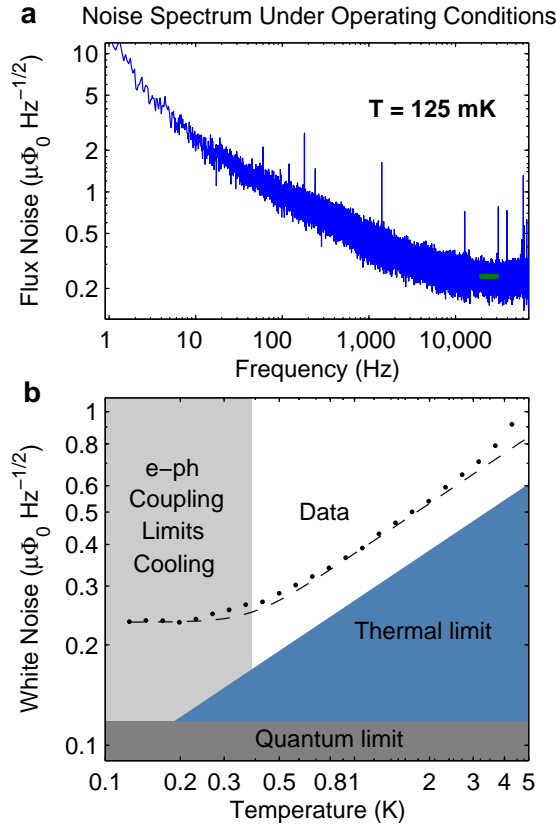 a Noise Spectrum Under Operating Conditions
Flux Noise (μΦ₀ Hz⁻¹/²)
10
5
2
1
0.5
0.2
T = 125 mK
1 10 100 1,000 10,000
Frequency (Hz)
b
White Noise (μΦ₀ Hz⁻¹/²)
1
0.8
0.6
0.5
0.4
0.3
0.2
0.1
e−ph
Coupling
Limits
Cooling
Data
Thermal limit
Quantum limit
0.1 0.2 0.3 0.5 0.81 2 3 4 5
Temperature (K)